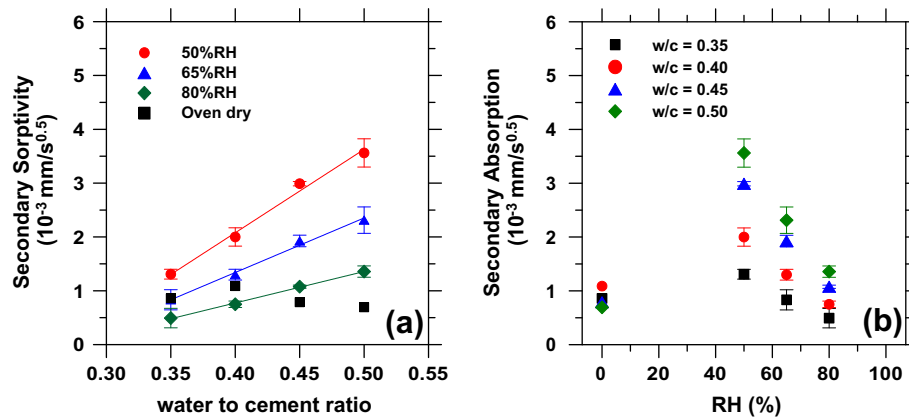 Secondary Sorptivity
(10⁻³ mm/s⁰·⁵)
6
5
4
3
2
1
0
50%RH
65%RH
80%RH
Oven dry
(a)
0.30 0.35 0.40 0.45 0.50 0.55
water to cement ratio
Secondary Absorption
(10⁻³ mm/s⁰·⁵)
6
5
4
3
2
1
0
w/c = 0.35
w/c = 0.40
w/c = 0.45
w/c = 0.50
(b)
0 20 40 60 80 100
RH (%)